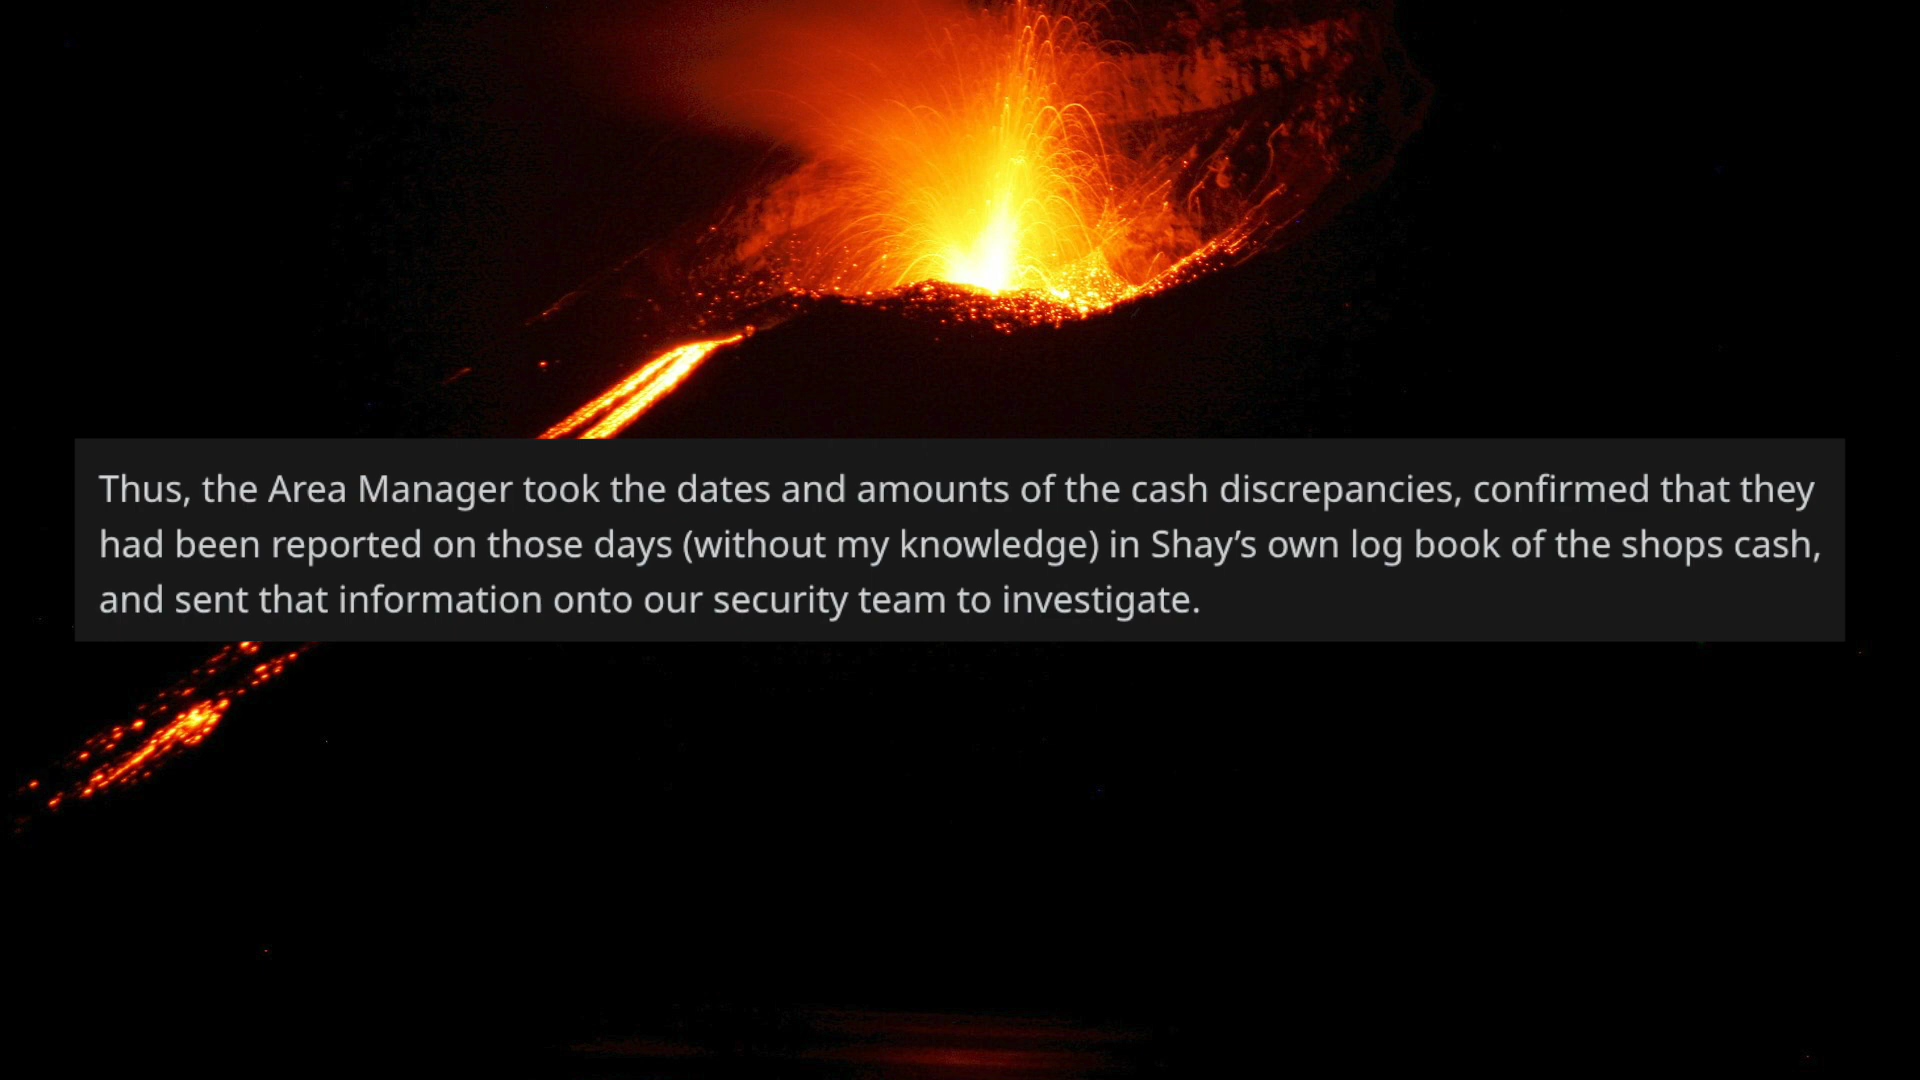 Thus, the Area Manager took the dates and amounts of the cash discrepancies, confirmed that they
had been reported on those days (without my knowledge) in Shay’s own log book of the shops cash,
and sent that information onto our security team to investigate.